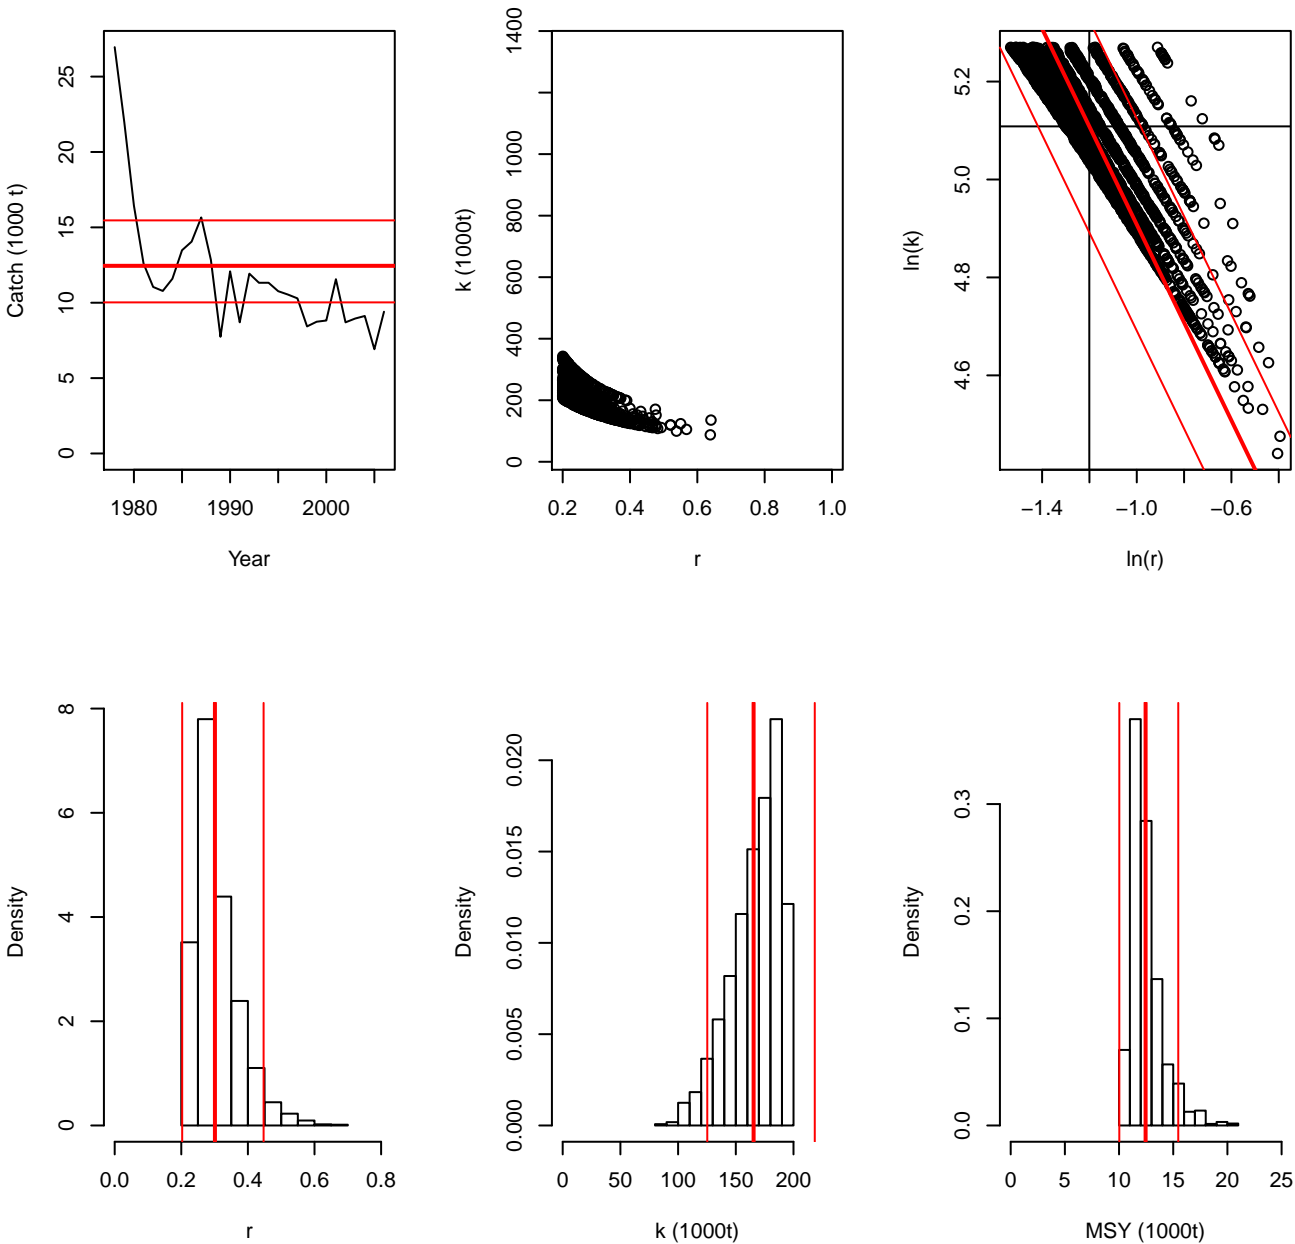 Catch (1000 t)
0 5 10 15 20 25
1980 1990 2000
Year
k (1000t)
0 200 400 600 800 1000 1400
0.2 0.4 0.6 0.8 1.0
r
ln(k)
4.6 4.8 5.0 5.2
−1.4 −1.0 −0.6
ln(r)
Density
0 2 4 6 8
0.0 0.2 0.4 0.6 0.8
r
Density
0.000 0.005 0.010 0.015 0.020
0 50 100 150 200
k (1000t)
Density
0.0 0.1 0.2 0.3
0 5 10 15 20 25
MSY (1000t)